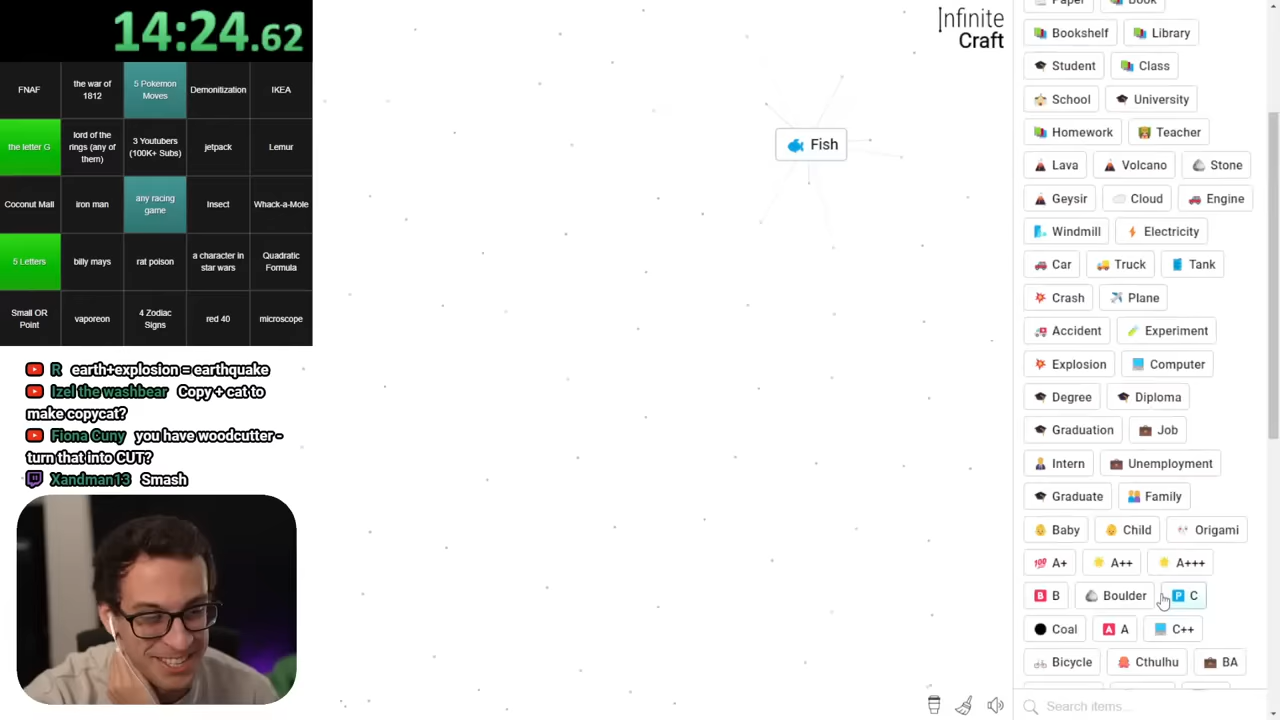 14:24.62
FNAF
the war of
1812
5 Pokemon
Moves
Demonitization
IKEA
the letter G
lord of the
rings (any of
them)
3 Youtubers
(100K+ Subs)
jetpack
Lemur
Coconut Mall
iron man
any racing
game
Insect
Whack-a-Mole
5 Letters
billy mays
rat poison
a character in
star wars
Quadratic
Formula
Small OR
Point
vaporeon
4 Zodiac
Signs
red 40
microscope
R earth+explosion = earthquake
Izel the washbear Copy + cat to
make copycat?
Fiona Cuny you have woodcutter -
turn that into CUT?
Xandman13 Smash
Infinite
Craft
Fish
Paper Book
Bookshelf Library
Student Class
School University
Homework Teacher
Lava Volcano Stone
Geysir Cloud Engine
Windmill Electricity
Car Truck Tank
Crash Plane
Accident Experiment
Explosion Computer
Degree Diploma
Graduation Job
Intern Unemployment
Graduate Family
Baby Child Origami
A+ A++ A+++
B Boulder C
Coal A C++
Bicycle Cthulhu BA
Search items...